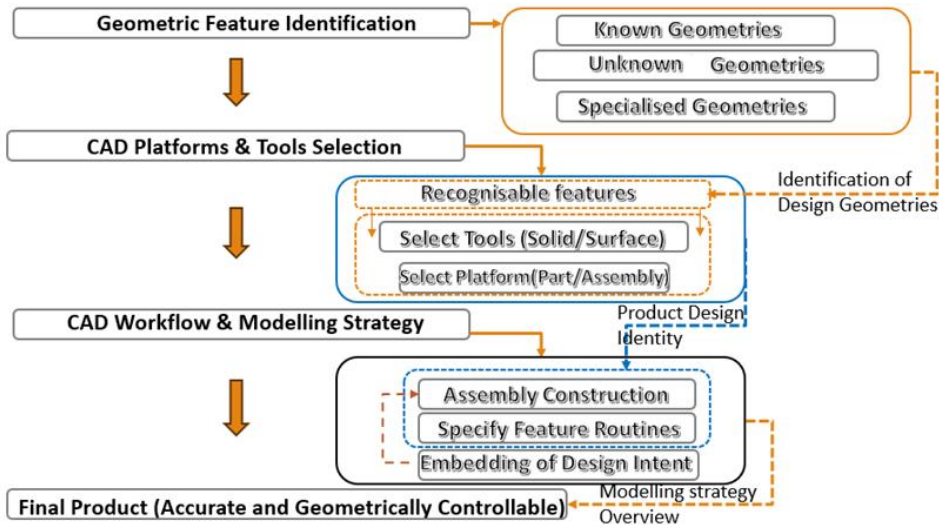 Geometric Feature Identification
Known Geometries
Unknown Geometries
Specialised Geometries
CAD Platforms & Tools Selection
Identification of
Design Geometries
Recognisable features
Select Tools (Solid/Surface)
Select Platform(Part/Assembly)
CAD Workflow & Modelling Strategy
Product Design
Identity
Assembly Construction
Specify Feature Routines
Embedding of Design Intent
Final Product (Accurate and Geometrically Controllable)
Modelling strategy
Overview